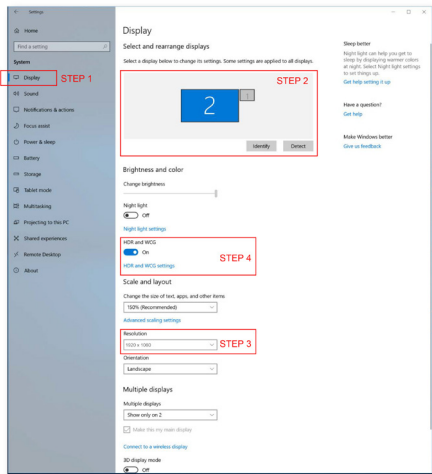 Settings
Home
Find a setting
System
Display STEP 1
Sound
Notifications & actions
Focus assist
Power & sleep
Battery
Storage
Tablet mode
Multitasking
Projecting to this PC
Shared experiences
Remote Desktop
About
Display
Select and rearrange displays
Select a display below to change its settings. Some settings are applied to all displays.
STEP 2
2
Identify Detect
Brightness and color
Change brightness
Night light
Off
Night light settings
HDR and WCG
On
STEP 4
HDR and WCG settings
Scale and layout
Change the size of text, apps, and other items
150% (Recommended)
Advanced scaling settings
Resolution
1920 x 1080
STEP 3
Orientation
Landscape
Multiple displays
Multiple displays
Show only on 2
Make this my main display
Connect to a wireless display
3D display mode
Off
Sleep better
Night light can help you get to
sleep by displaying warmer colors
at night. Select Night light settings
to set things up.
Get help setting it up
Have a question?
Get help
Make Windows better
Give us feedback